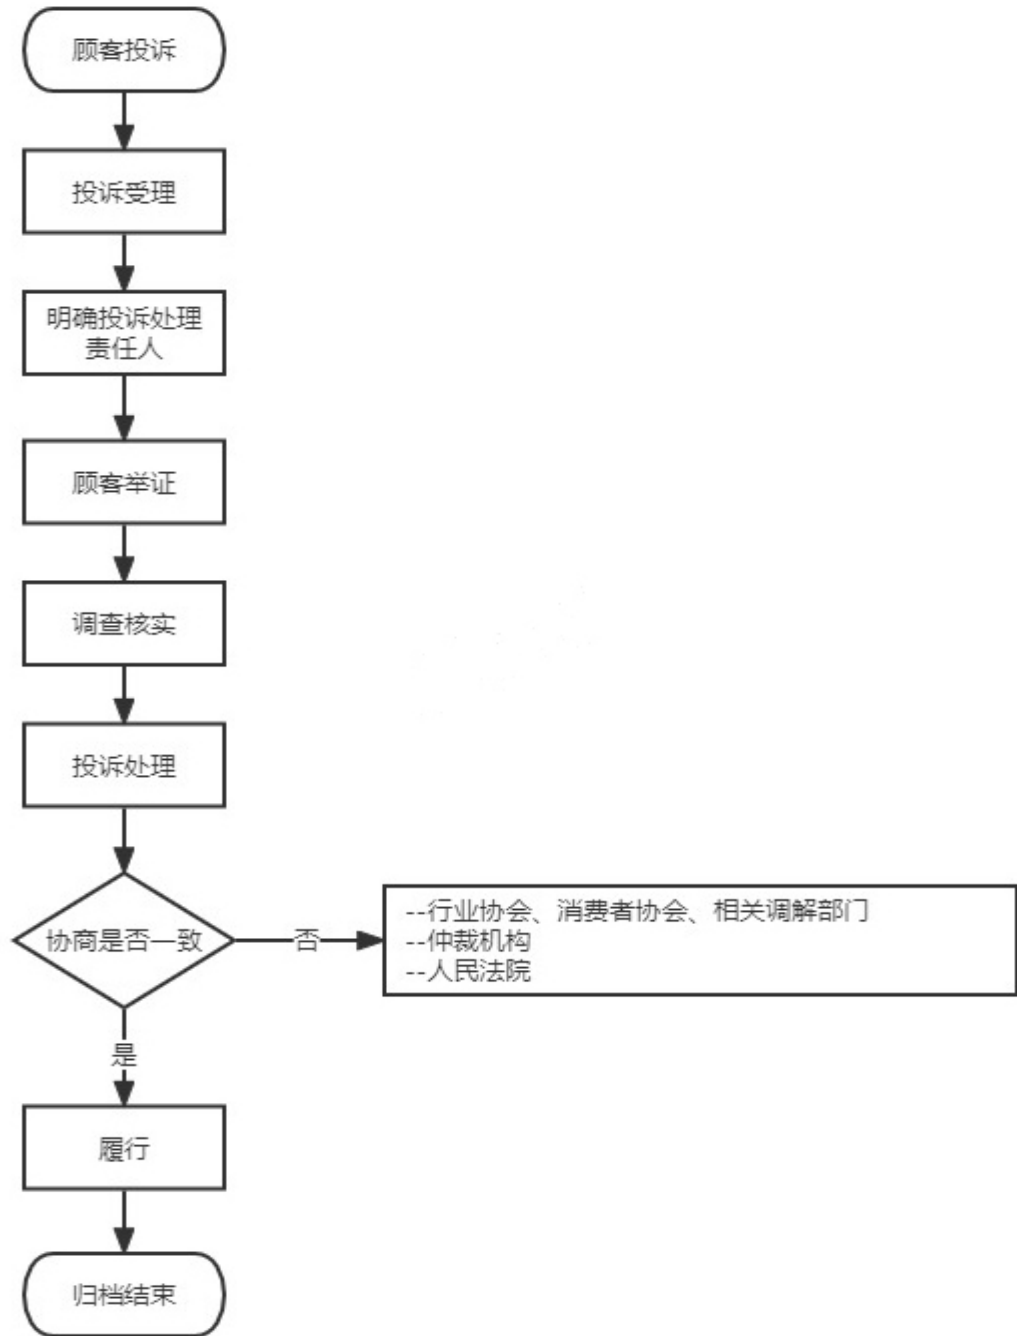 顾客投诉
投诉受理
明确投诉处理
责任人
顾客举证
调查核实
投诉处理
协商是否一致
否
--行业协会、消费者协会、相关调解部门
--仲裁机构
--人民法院
是
履行
归档结束